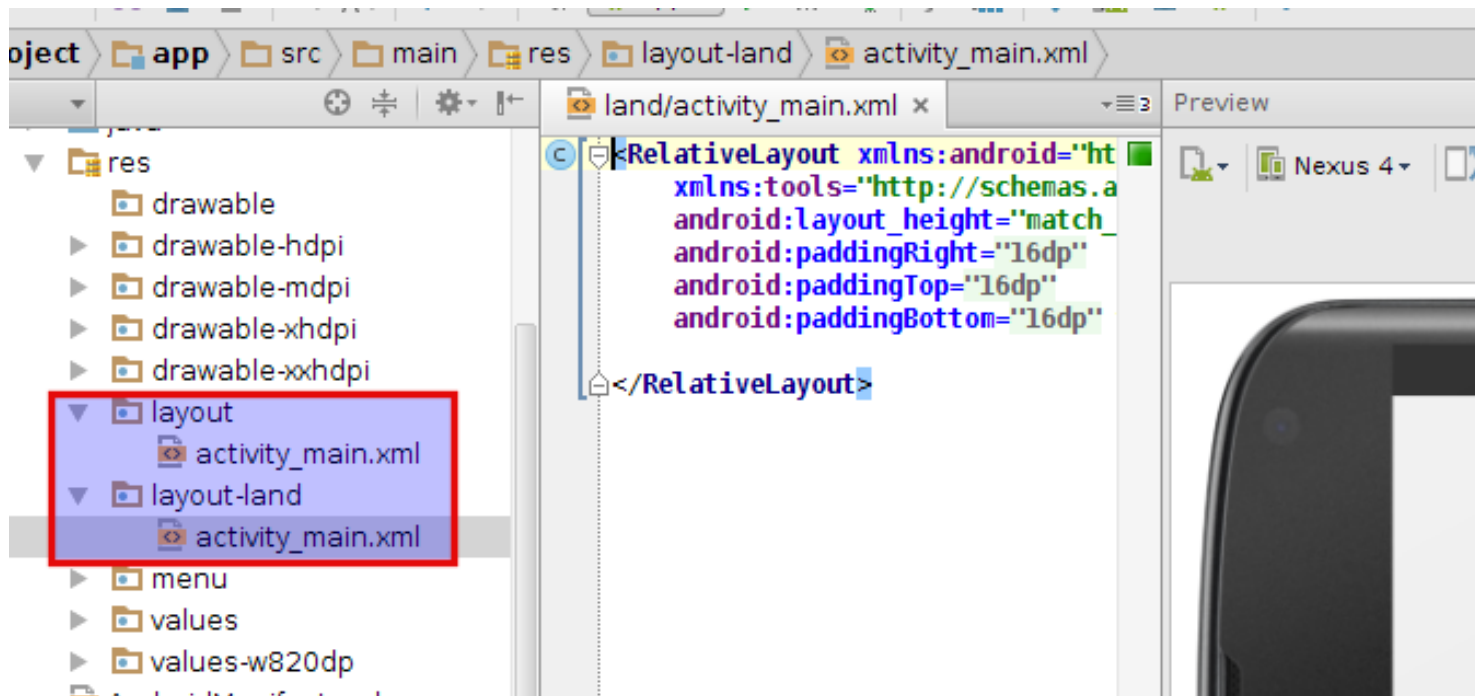 oject app src main res layout-land activity_main.xml
land/activity_main.xml 3 Preview
java
res
<RelativeLayout xmlns:android="ht
Nexus 4
xmlns:tools="http://schemas.a
drawable
android:layout_height="match_
drawable-hdpi
android:paddingRight="16dp"
drawable-mdpi
android:paddingTop="16dp"
drawable-xhdpi
android:paddingBottom="16dp"
drawable-xxhdpi
</RelativeLayout>
layout
activity_main.xml
layout-land
activity_main.xml
menu
values
values-w820dp